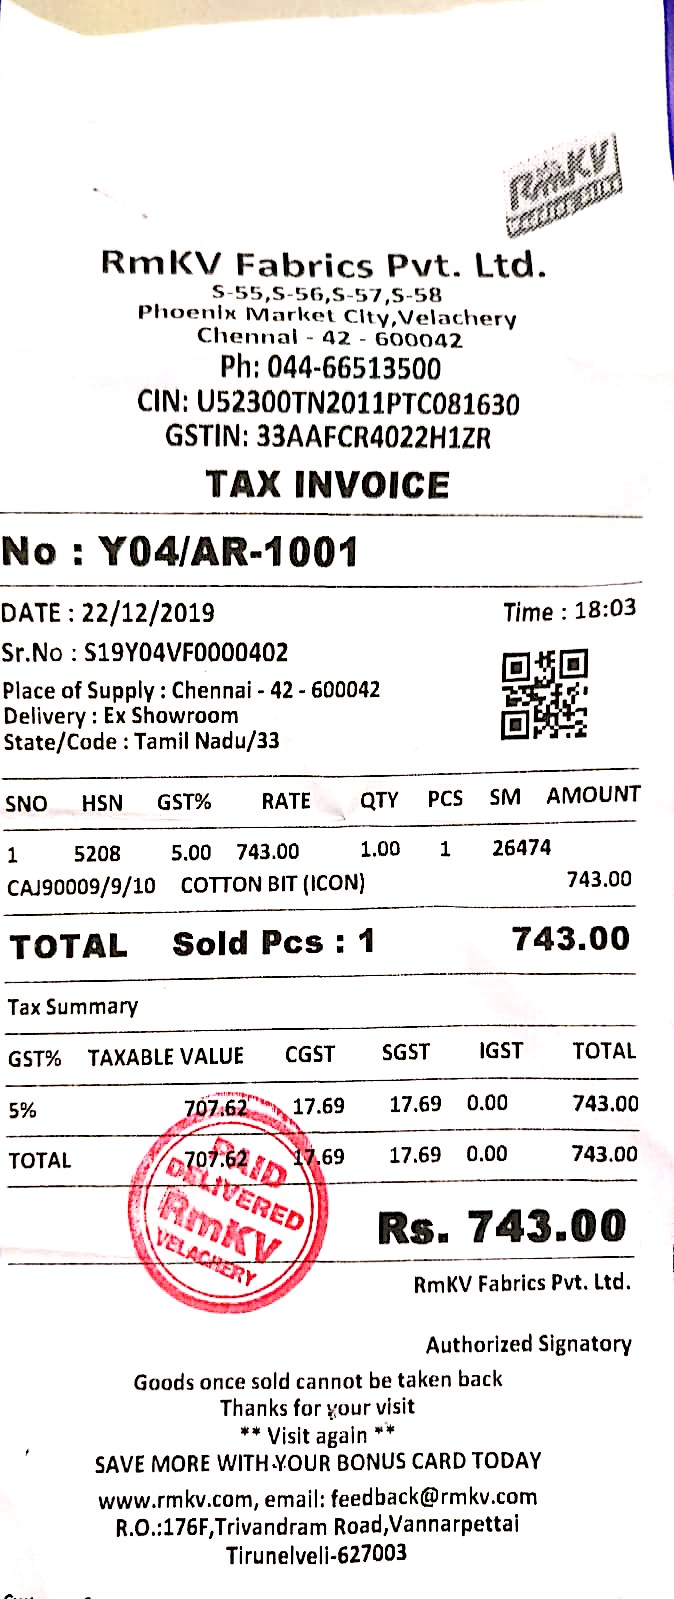 RmKV
RmKV Fabrics Pvt. Ltd.
S-55,S-56,S-57,S-58
Phoenix Market City,Velachery
Chennai - 42 - 600042
Ph: 044-66513500
CIN: U52300TN2011PTC081630
GSTIN: 33AAFCR4022H1ZR
TAX INVOICE
No : Y04/AR-1001
DATE : 22/12/2019 Time : 18:03
Sr.No : S19Y04VF0000402
Place of Supply : Chennai - 42 - 600042
Delivery : Ex Showroom
State/Code : Tamil Nadu/33
SNO HSN GST% RATE QTY PCS SM AMOUNT
1 5208 5.00 743.00 1.00 1 26474
CAJ90009/9/10 COTTON BIT (ICON) 743.00
TOTAL Sold Pcs : 1 743.00
Tax Summary
GST% TAXABLE VALUE CGST SGST IGST TOTAL
5% 707.62 17.69 17.69 0.00 743.00
TOTAL 707.62 17.69 17.69 0.00 743.00
PAID
DELIVERED
RmKV
VELACHERY
Rs. 743.00
RmKV Fabrics Pvt. Ltd.
Authorized Signatory
Goods once sold cannot be taken back
Thanks for your visit
** Visit again **
SAVE MORE WITH YOUR BONUS CARD TODAY
www.rmkv.com, email: feedback@rmkv.com
R.O.:176F,Trivandram Road,Vannarpettai
Tirunelveli-627003